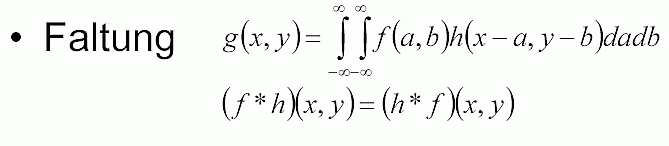 • Faltung g(x, y) = ∫_{-∞}^{∞} ∫_{-∞}^{∞} f(a, b)h(x − a, y − b)dadb
(f * h)(x, y) = (h * f)(x, y)